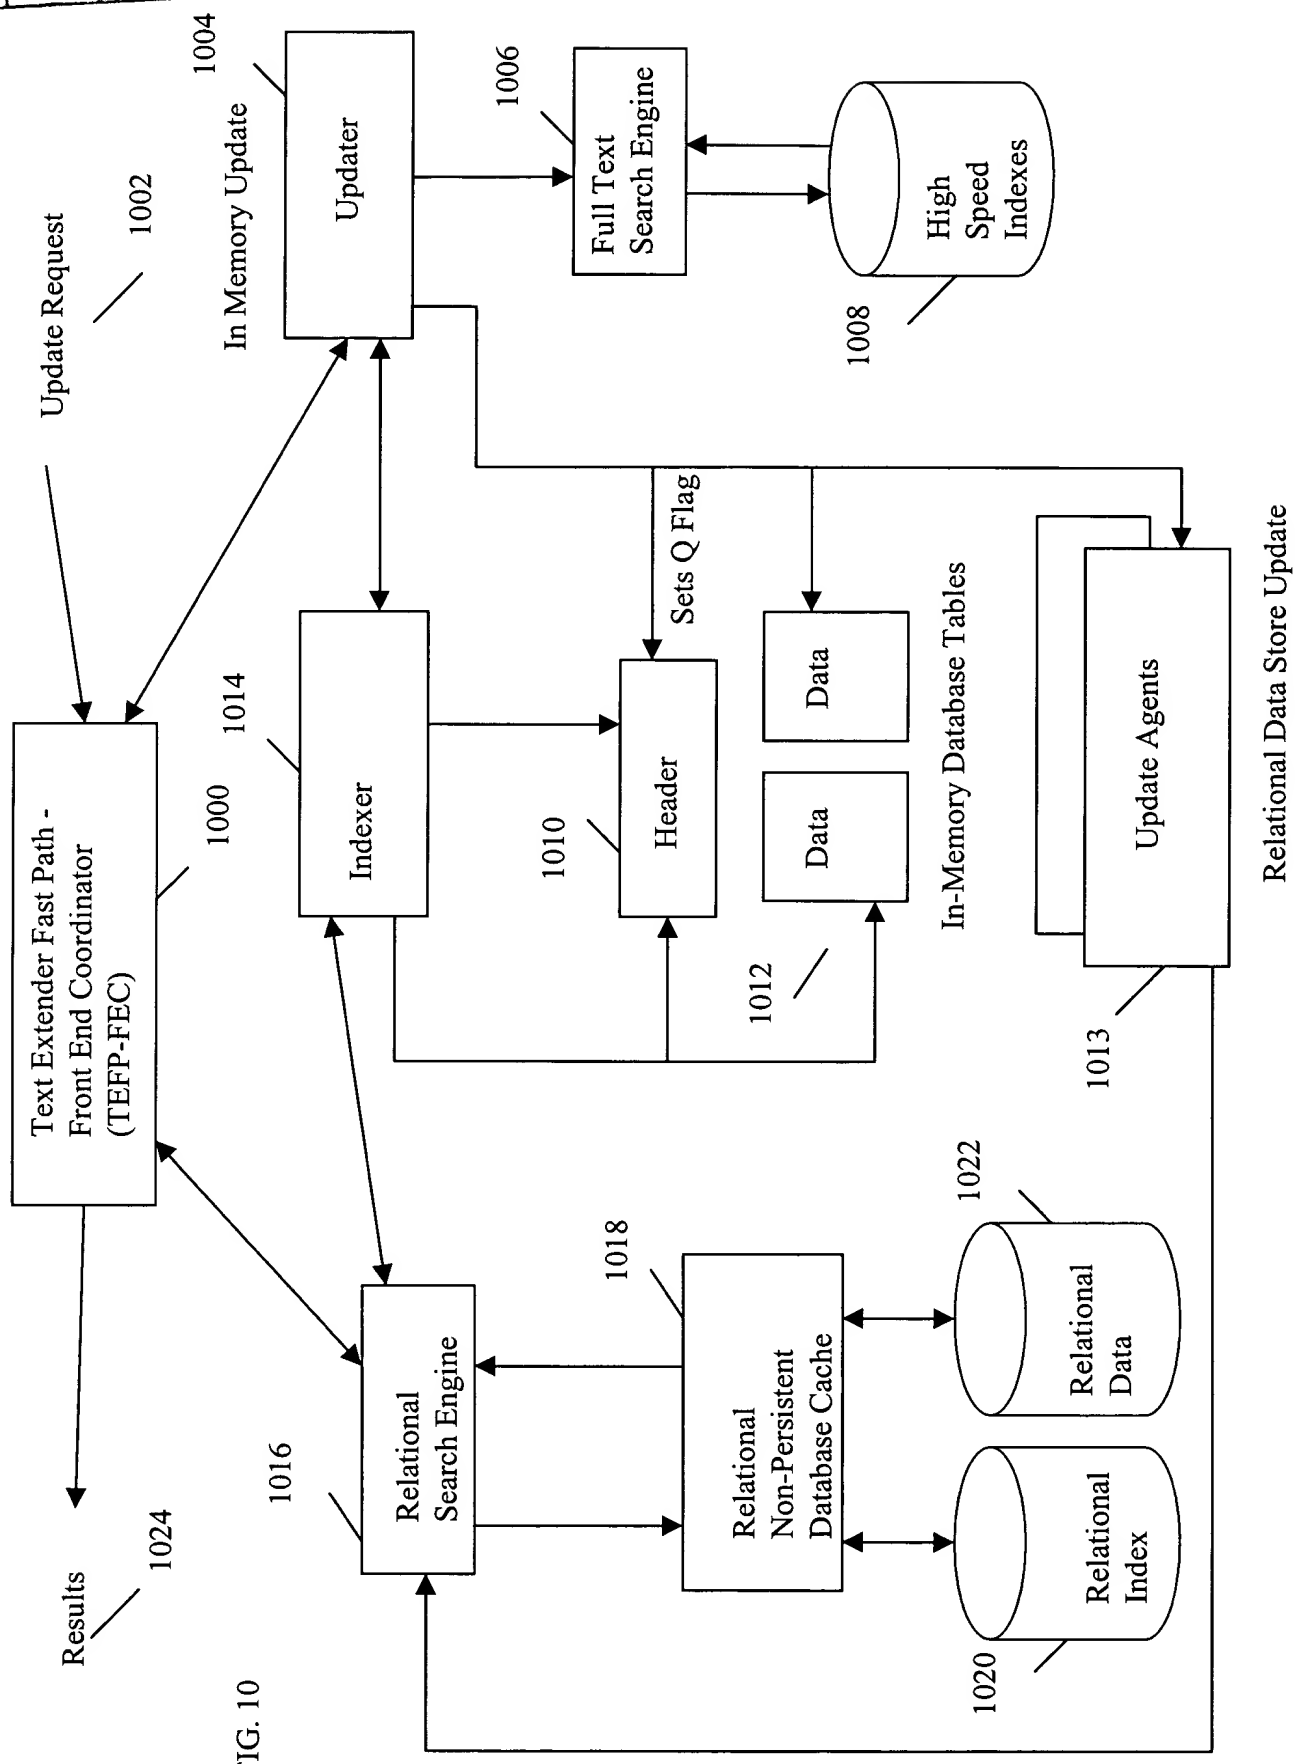 Results
1024
Update Request
1002
Text Extender Fast Path -
Front End Coordinator
(TEFP-FEC)
1000
In Memory Update
1004
Updater
1014
Indexer
1016
Relational
Search Engine
1006
Full Text
Search Engine
1010
Header
Sets Q Flag
1018
Relational
Non-Persistent
Database Cache
Data
Data
1012
In-Memory Database Tables
1008
High
Speed
Indexes
1020
Relational
Index
1022
Relational
Data
1013
Update Agents
Relational Data Store Update
IG. 10